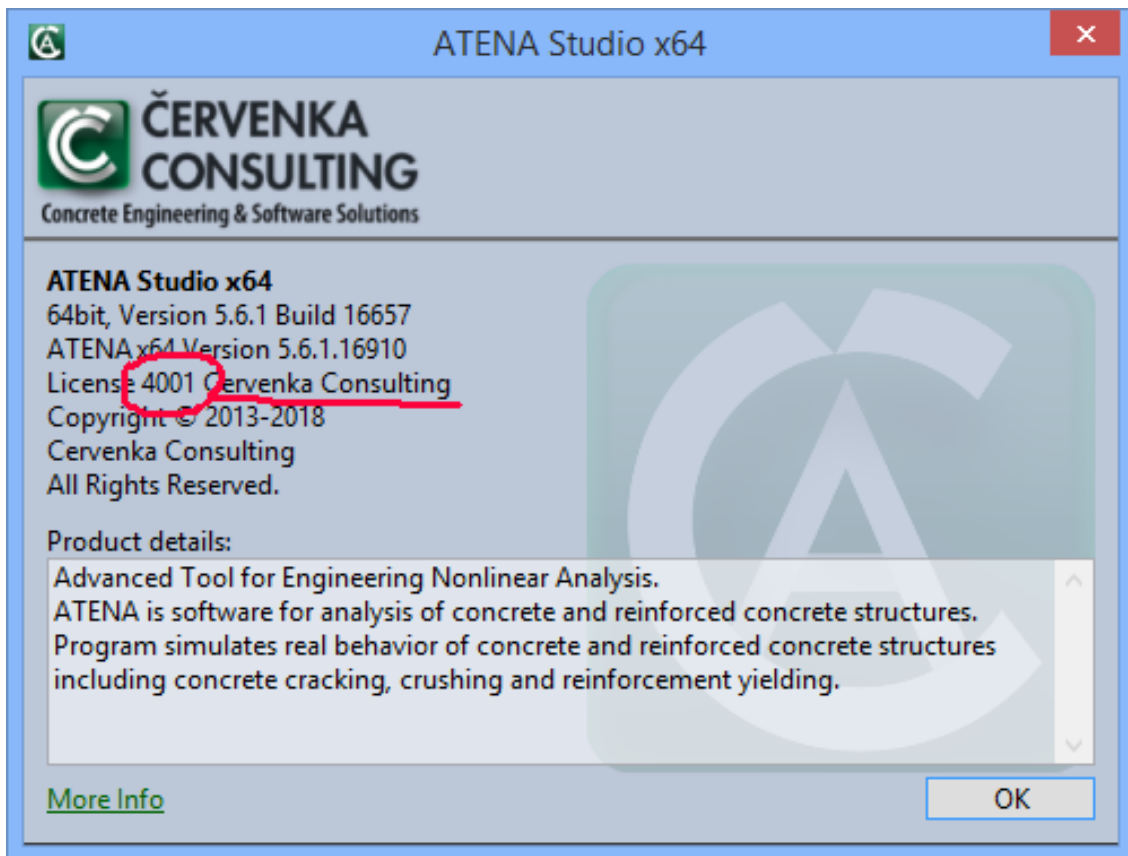 ATENA Studio x64
ČERVENKA
CONSULTING
Concrete Engineering & Software Solutions
ATENA Studio x64
64bit, Version 5.6.1 Build 16657
ATENA x64 Version 5.6.1.16910
License 4001 Cervenka Consulting
Copyright © 2013-2018
Cervenka Consulting
All Rights Reserved.
Product details:
Advanced Tool for Engineering Nonlinear Analysis.
ATENA is software for analysis of concrete and reinforced concrete structures.
Program simulates real behavior of concrete and reinforced concrete structures
including concrete cracking, crushing and reinforcement yielding.
More Info
OK